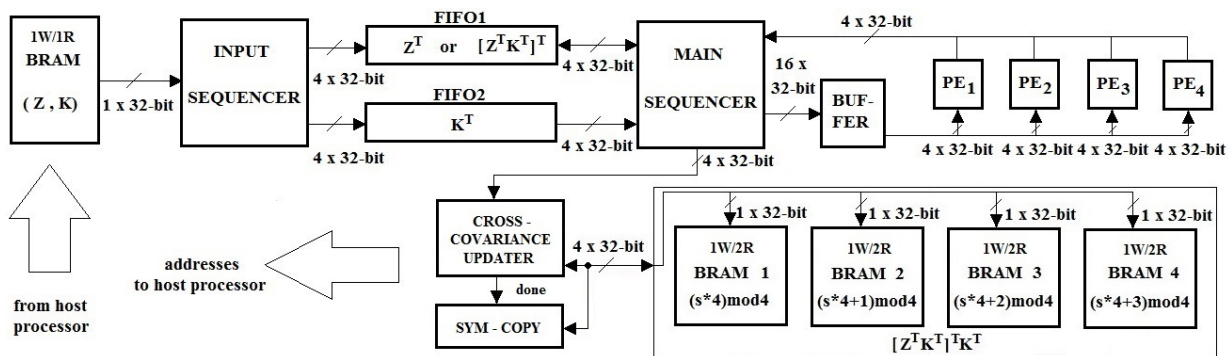 1W/1R
BRAM
( Z , K)
1 x 32-bit
INPUT
SEQUENCER
4 x 32-bit
4 x 32-bit
FIFO1
Z^T or [Z^T K^T]^T
FIFO2
K^T
4 x 32-bit
4 x 32-bit
MAIN
SEQUENCER
4 x 32-bit
16 x
32-bit
BUF-
FER
4 x 32-bit
PE1
PE2
PE3
PE4
4 x 32-bit
4 x 32-bit
4 x 32-bit
4 x 32-bit
from host
processor
addresses
to host processor
CROSS -
COVARIANCE
UPDATER
done
SYM - COPY
4 x 32-bit
1 x 32-bit
1 x 32-bit
1 x 32-bit
1 x 32-bit
1W/2R
BRAM 1
(s*4)mod4
1W/2R
BRAM 2
(s*4+1)mod4
1W/2R
BRAM 3
(s*4+2)mod4
1W/2R
BRAM 4
(s*4+3)mod4
[Z^T K^T]^T K^T